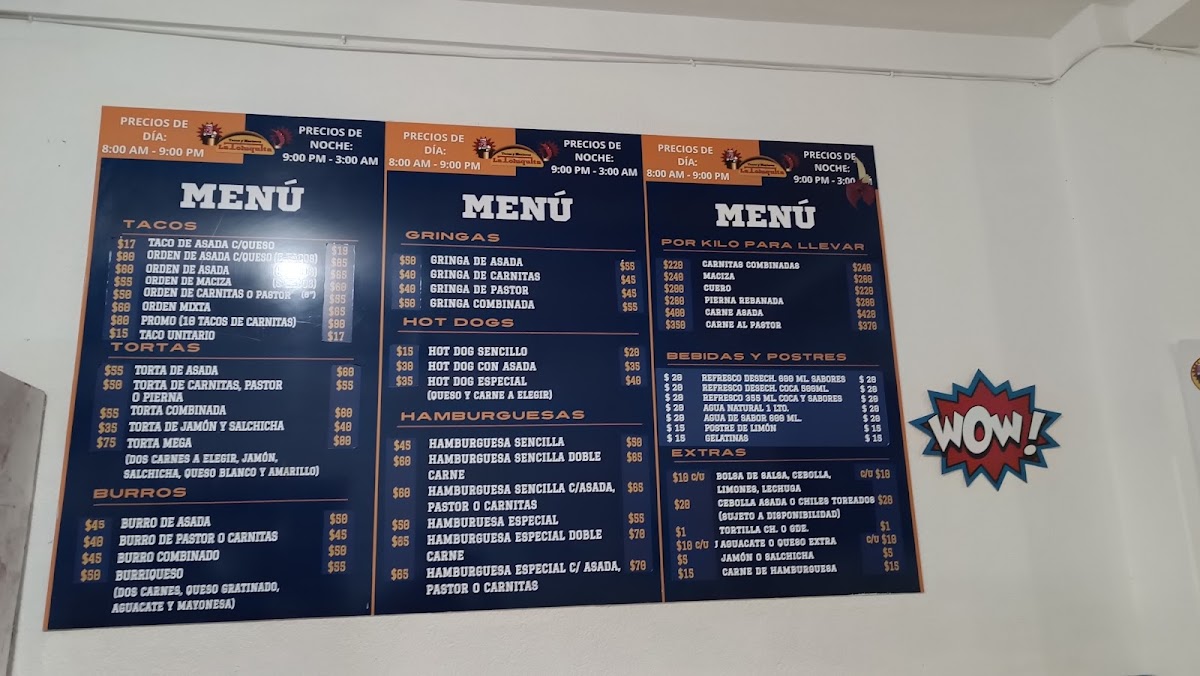 PRECIOS DE
DÍA:
8:00 AM - 9:00 PM
La Lobuquita
PRECIOS DE
NOCHE:
9:00 PM - 3:00 AM
MENÚ
TACOS
$17 TACO DE ASADA C/QUESO $19
$80 ORDEN DE ASADA C/QUESO
$60 ORDEN DE ASADA
$55 ORDEN DE MACIZA
$50 ORDEN DE CARNITAS O PASTOR
$60 ORDEN MIXTA
$80 PROMO (10 TACOS DE CARNITAS)
$15 TACO UNITARIO $17
TORTAS
$55 TORTA DE ASADA $60
$50 TORTA DE CARNITAS, PASTOR $55
O PIERNA
$55 TORTA COMBINADA $60
$35 TORTA DE JAMÓN Y SALCHICHA $40
$75 TORTA MEGA $80
(DOS CARNES A ELEGIR, JAMÓN,
SALCHICHA, QUESO BLANCO Y AMARILLO)
BURROS
$45 BURRO DE ASADA $50
$40 BURRO DE PASTOR O CARNITAS $45
$45 BURRO COMBINADO $50
$50 BURRIQUESO $55
(DOS CARNES, QUESO GRATINADO,
AGUACATE Y MAYONESA)
PRECIOS DE
DÍA:
8:00 AM - 9:00 PM
La Lobuquita
PRECIOS DE
NOCHE:
9:00 PM - 3:00 AM
MENÚ
GRINGAS
$50 GRINGA DE ASADA $55
$40 GRINGA DE CARNITAS $45
$40 GRINGA DE PASTOR $45
$50 GRINGA COMBINADA $55
HOT DOGS
$15 HOT DOG SENCILLO $20
$30 HOT DOG CON ASADA $35
$35 HOT DOG ESPECIAL $40
(QUESO Y CARNE A ELEGIR)
HAMBURGUESAS
$45 HAMBURGUESA SENCILLA $50
$60 HAMBURGUESA SENCILLA DOBLE $65
CARNE
$60 HAMBURGUESA SENCILLA C/ASADA, $65
PASTOR O CARNITAS
$50 HAMBURGUESA ESPECIAL $55
$65 HAMBURGUESA ESPECIAL DOBLE $70
CARNE
$65 HAMBURGUESA ESPECIAL C/ ASADA, $70
PASTOR O CARNITAS
PRECIOS DE
DÍA:
8:00 AM - 9:00 PM
La Lobuquita
PRECIOS DE
NOCHE:
9:00 PM - 3:00
MENÚ
POR KILO PARA LLEVAR
$220 CARNITAS COMBINADAS $240
$240 MACIZA $260
$200 CUERO $220
$260 PIERNA REBANADA $280
$400 CARNE ASADA $420
$350 CARNE AL PASTOR $370
BEBIDAS Y POSTRES
$ 20 REFRESCO DESECH. 600 ML. SABORES $ 20
$ 20 REFRESCO DESECH. COCA 500ML. $ 20
$ 20 REFRESCO 355 ML. COCA Y SABORES $ 20
$ 20 AGUA NATURAL 1 LTO. $ 20
$ 20 AGUA DE SABOR 600 ML. $ 20
$ 15 POSTRE DE LIMÓN $ 15
$ 15 GELATINAS $ 15
EXTRAS
$10 c/u BOLSA DE SALSA, CEBOLLA, c/u $10
LIMONES, LECHUGA
$20 CEBOLLA ASADA O CHILES TOREADOS $20
(SUJETO A DISPONIBILIDAD)
$1 TORTILLA CH. O GDE. $1
$10 c/u AGUACATE O QUESO EXTRA c/u $10
$5 JAMÓN O SALCHICHA $5
$15 CARNE DE HAMBURGUESA $15
WOW!